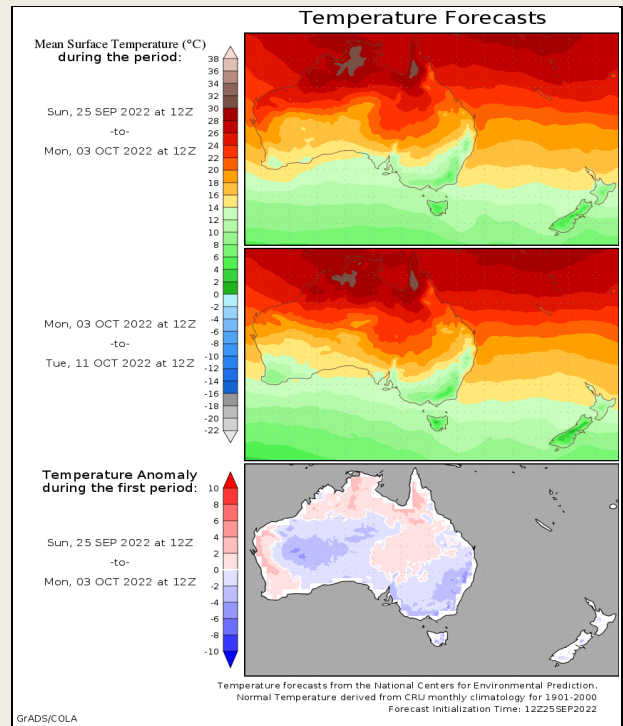 Temperature Forecasts
Mean Surface Temperature (°C)
during the period:
38
36
34
32
30
28
26
24
22
20
18
16
14
12
10
8
6
4
2
0
-2
-4
-6
-8
-10
-12
-14
-16
-18
-20
-22
Sun, 25 SEP 2022 at 12Z
-to-
Mon, 03 OCT 2022 at 12Z
Mon, 03 OCT 2022 at 12Z
-to-
Tue, 11 OCT 2022 at 12Z
Temperature Anomaly
during the first period:
10
8
6
4
2
0
-2
-4
-6
-8
-10
Sun, 25 SEP 2022 at 12Z
-to-
Mon, 03 OCT 2022 at 12Z
Temperature forecasts from the National Centers for Environmental Prediction.
Normal Temperature derived from CRU monthly climatology for 1901-2000
Forecast Initialization Time: 12Z25SEP2022
GrADS/COLA